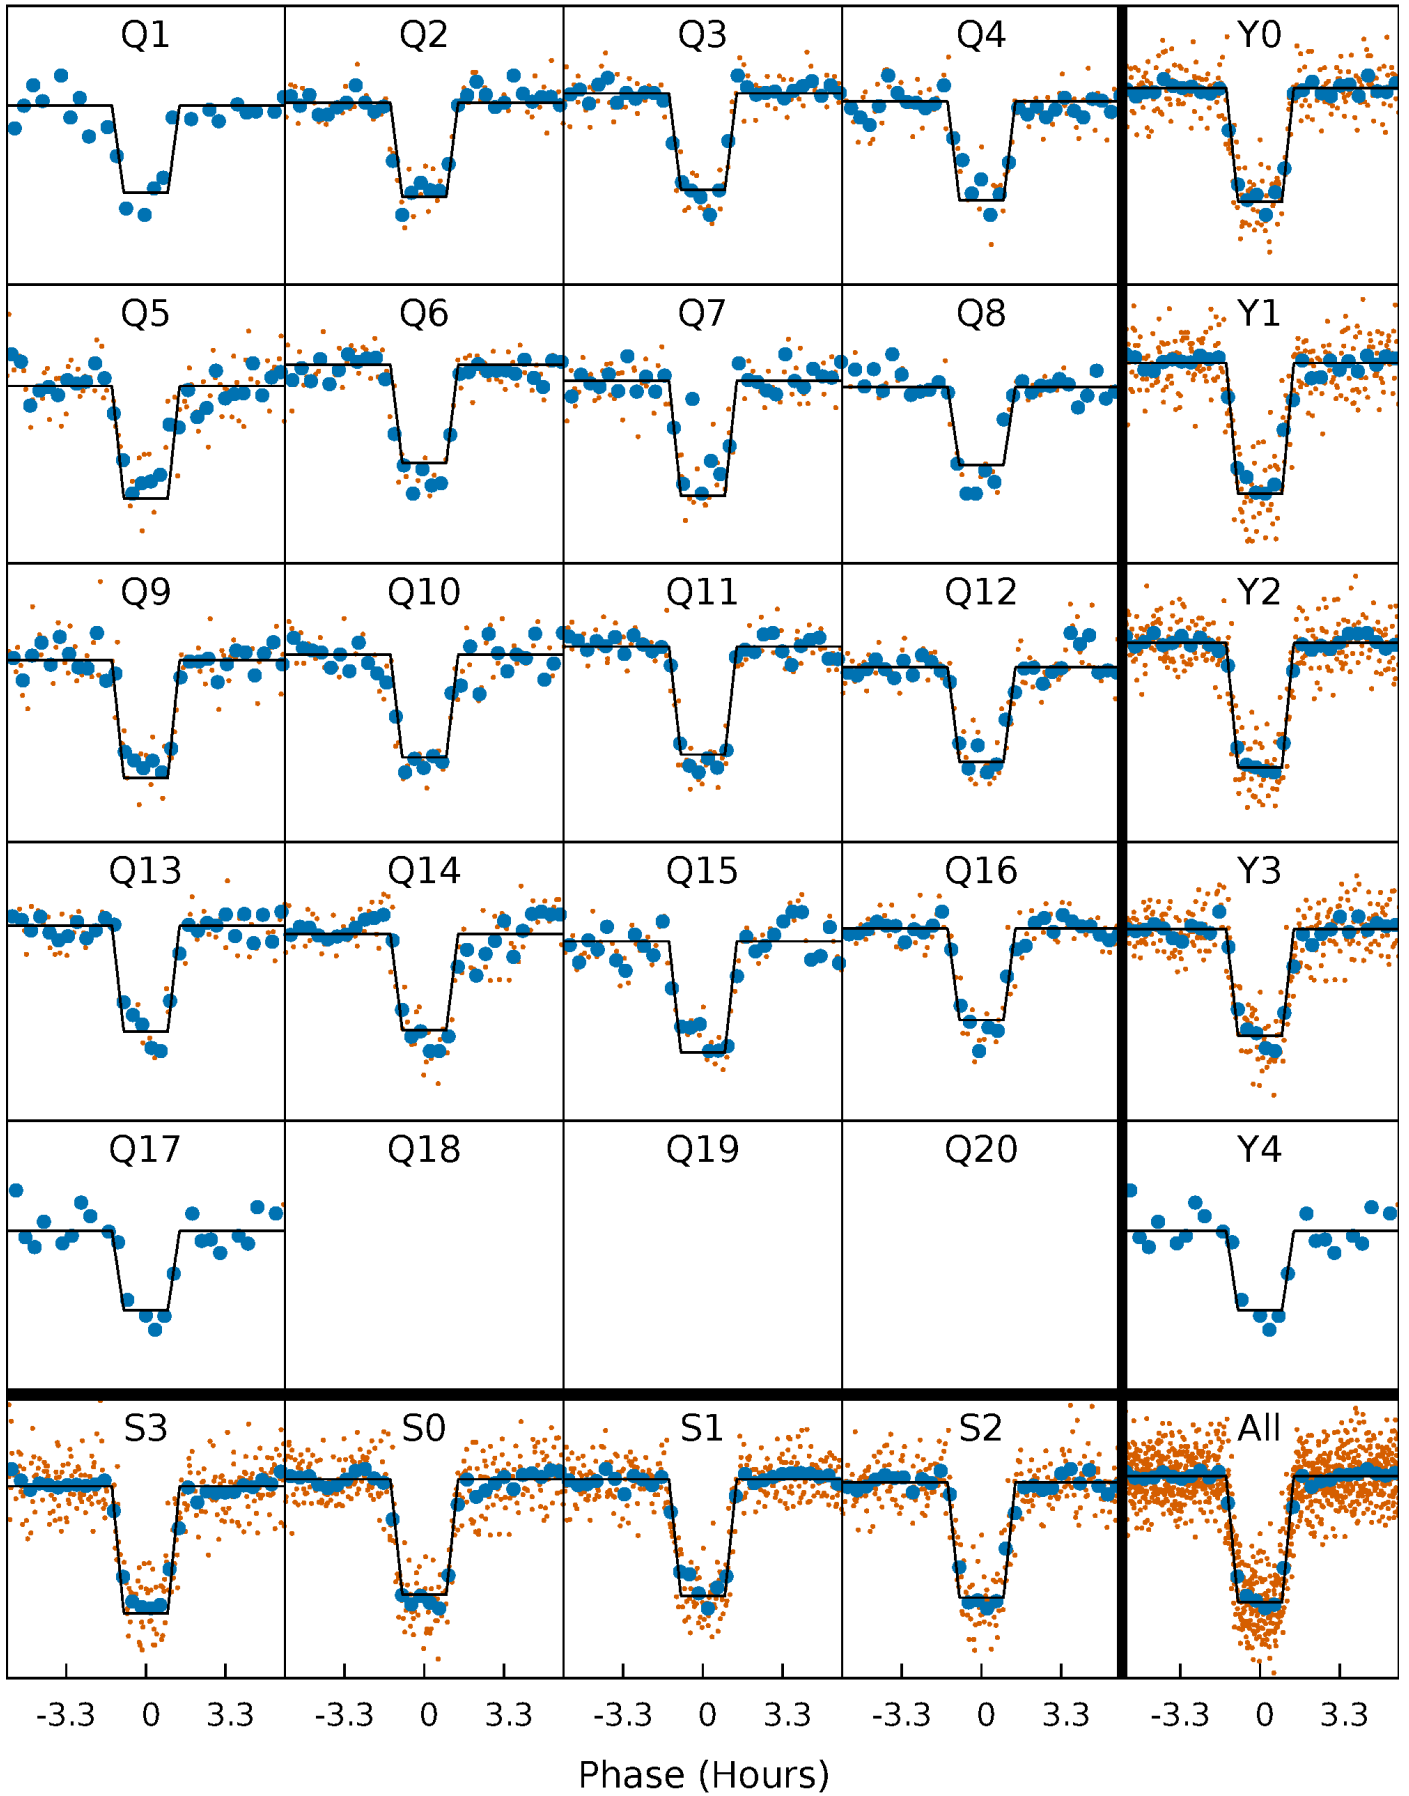 Q1 Q2 Q3 Q4 Y0
Q5 Q6 Q7 Q8 Y1
Q9 Q10 Q11 Q12 Y2
Q13 Q14 Q15 Q16 Y3
Q17 Q18 Q19 Q20 Y4
S3 S0 S1 S2 All
-3.3 0 3.3 -3.3 0 3.3 -3.3 0 3.3 -3.3 0 3.3 -3.3 0 3.3
Phase (Hours)